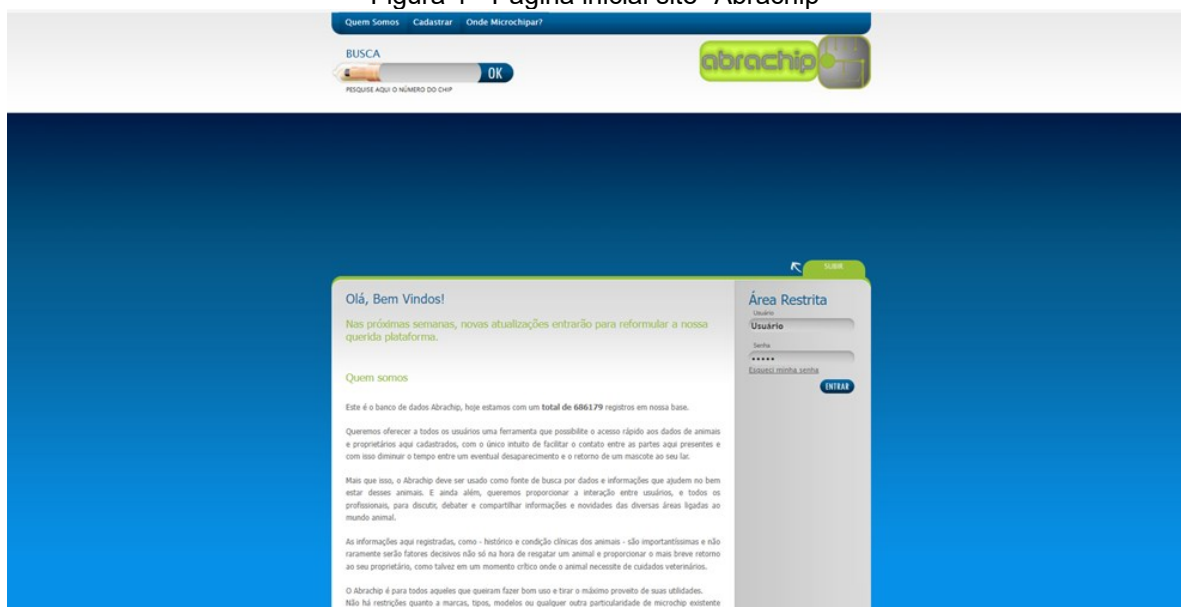 Figura 4 - Página inicial site "Abrachip"
Quem Somos Cadastrar Onde Microchipar?
BUSCA
OK
PESQUISE AQUI O NÚMERO DO CHIP
abrachip
SUBIR
Olá, Bem Vindos!
Nas próximas semanas, novas atualizações entrarão para reformular a nossa
querida plataforma.
Quem somos
Este é o banco de dados Abrachip, hoje estamos com um total de 686179 registros em nossa base.
Queremos oferecer a todos os usuários uma ferramenta que possibilite o acesso rápido aos dados de animais
e proprietários aqui cadastrados, com o único intuito de facilitar o contato entre as partes aqui presentes e
com isso diminuir o tempo entre um eventual desaparecimento e o retorno de um mascote ao seu lar.
Mais que isso, o Abrachip deve ser usado como fonte de busca por dados e informações que ajudem no bem
estar desses animais. E ainda além, queremos proporcionar a interação entre usuários, e todos os
profissionais, para discutir, debater e compartilhar informações e novidades das diversas áreas ligadas ao
mundo animal.
As informações aqui registradas, como - histórico e condição clínicas dos animais - são importantíssimas e não
raramente serão fatores decisivos não só na hora de resgatar um animal e proporcionar o mais breve retorno
ao seu proprietário, como talvez em um momento crítico onde o animal necessite de cuidados veterinários.
O Abrachip é para todos aqueles que queiram fazer bom uso e tirar o máximo proveito de suas utilidades.
Não há restrições quanto a marcas, tipos, modelos ou qualquer outra particularidade de microchip existente
Área Restrita
Usuário
Usuário
Senha
•••••
Esqueci minha senha
ENTRAR